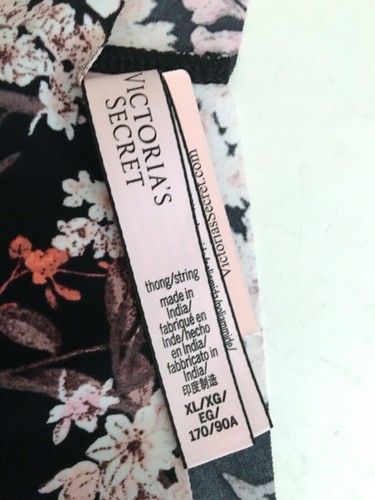 VICTORIA'S
SECRET
thong/string
made in
India/
fabriqué en
Inde/hecho
en India/
fabbricato in
India/
印度制造
XL/XG/
EG/
170/90A
VictoriasSecret.com